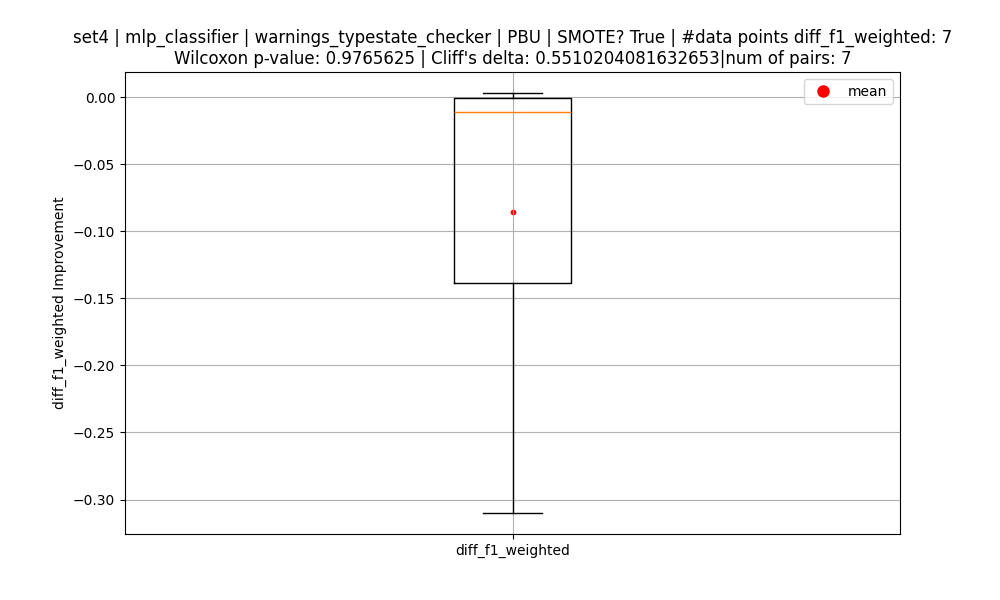 set4 | mlp_classifier | warnings_typestate_checker | PBU | SMOTE? True | #data points diff_f1_weighted: 7
Wilcoxon p-value: 0.9765625 | Cliff's delta: 0.5510204081632653|num of pairs: 7
mean
0.00
−0.05
−0.10
−0.15
−0.20
−0.25
−0.30
diff_f1_weighted Improvement
diff_f1_weighted